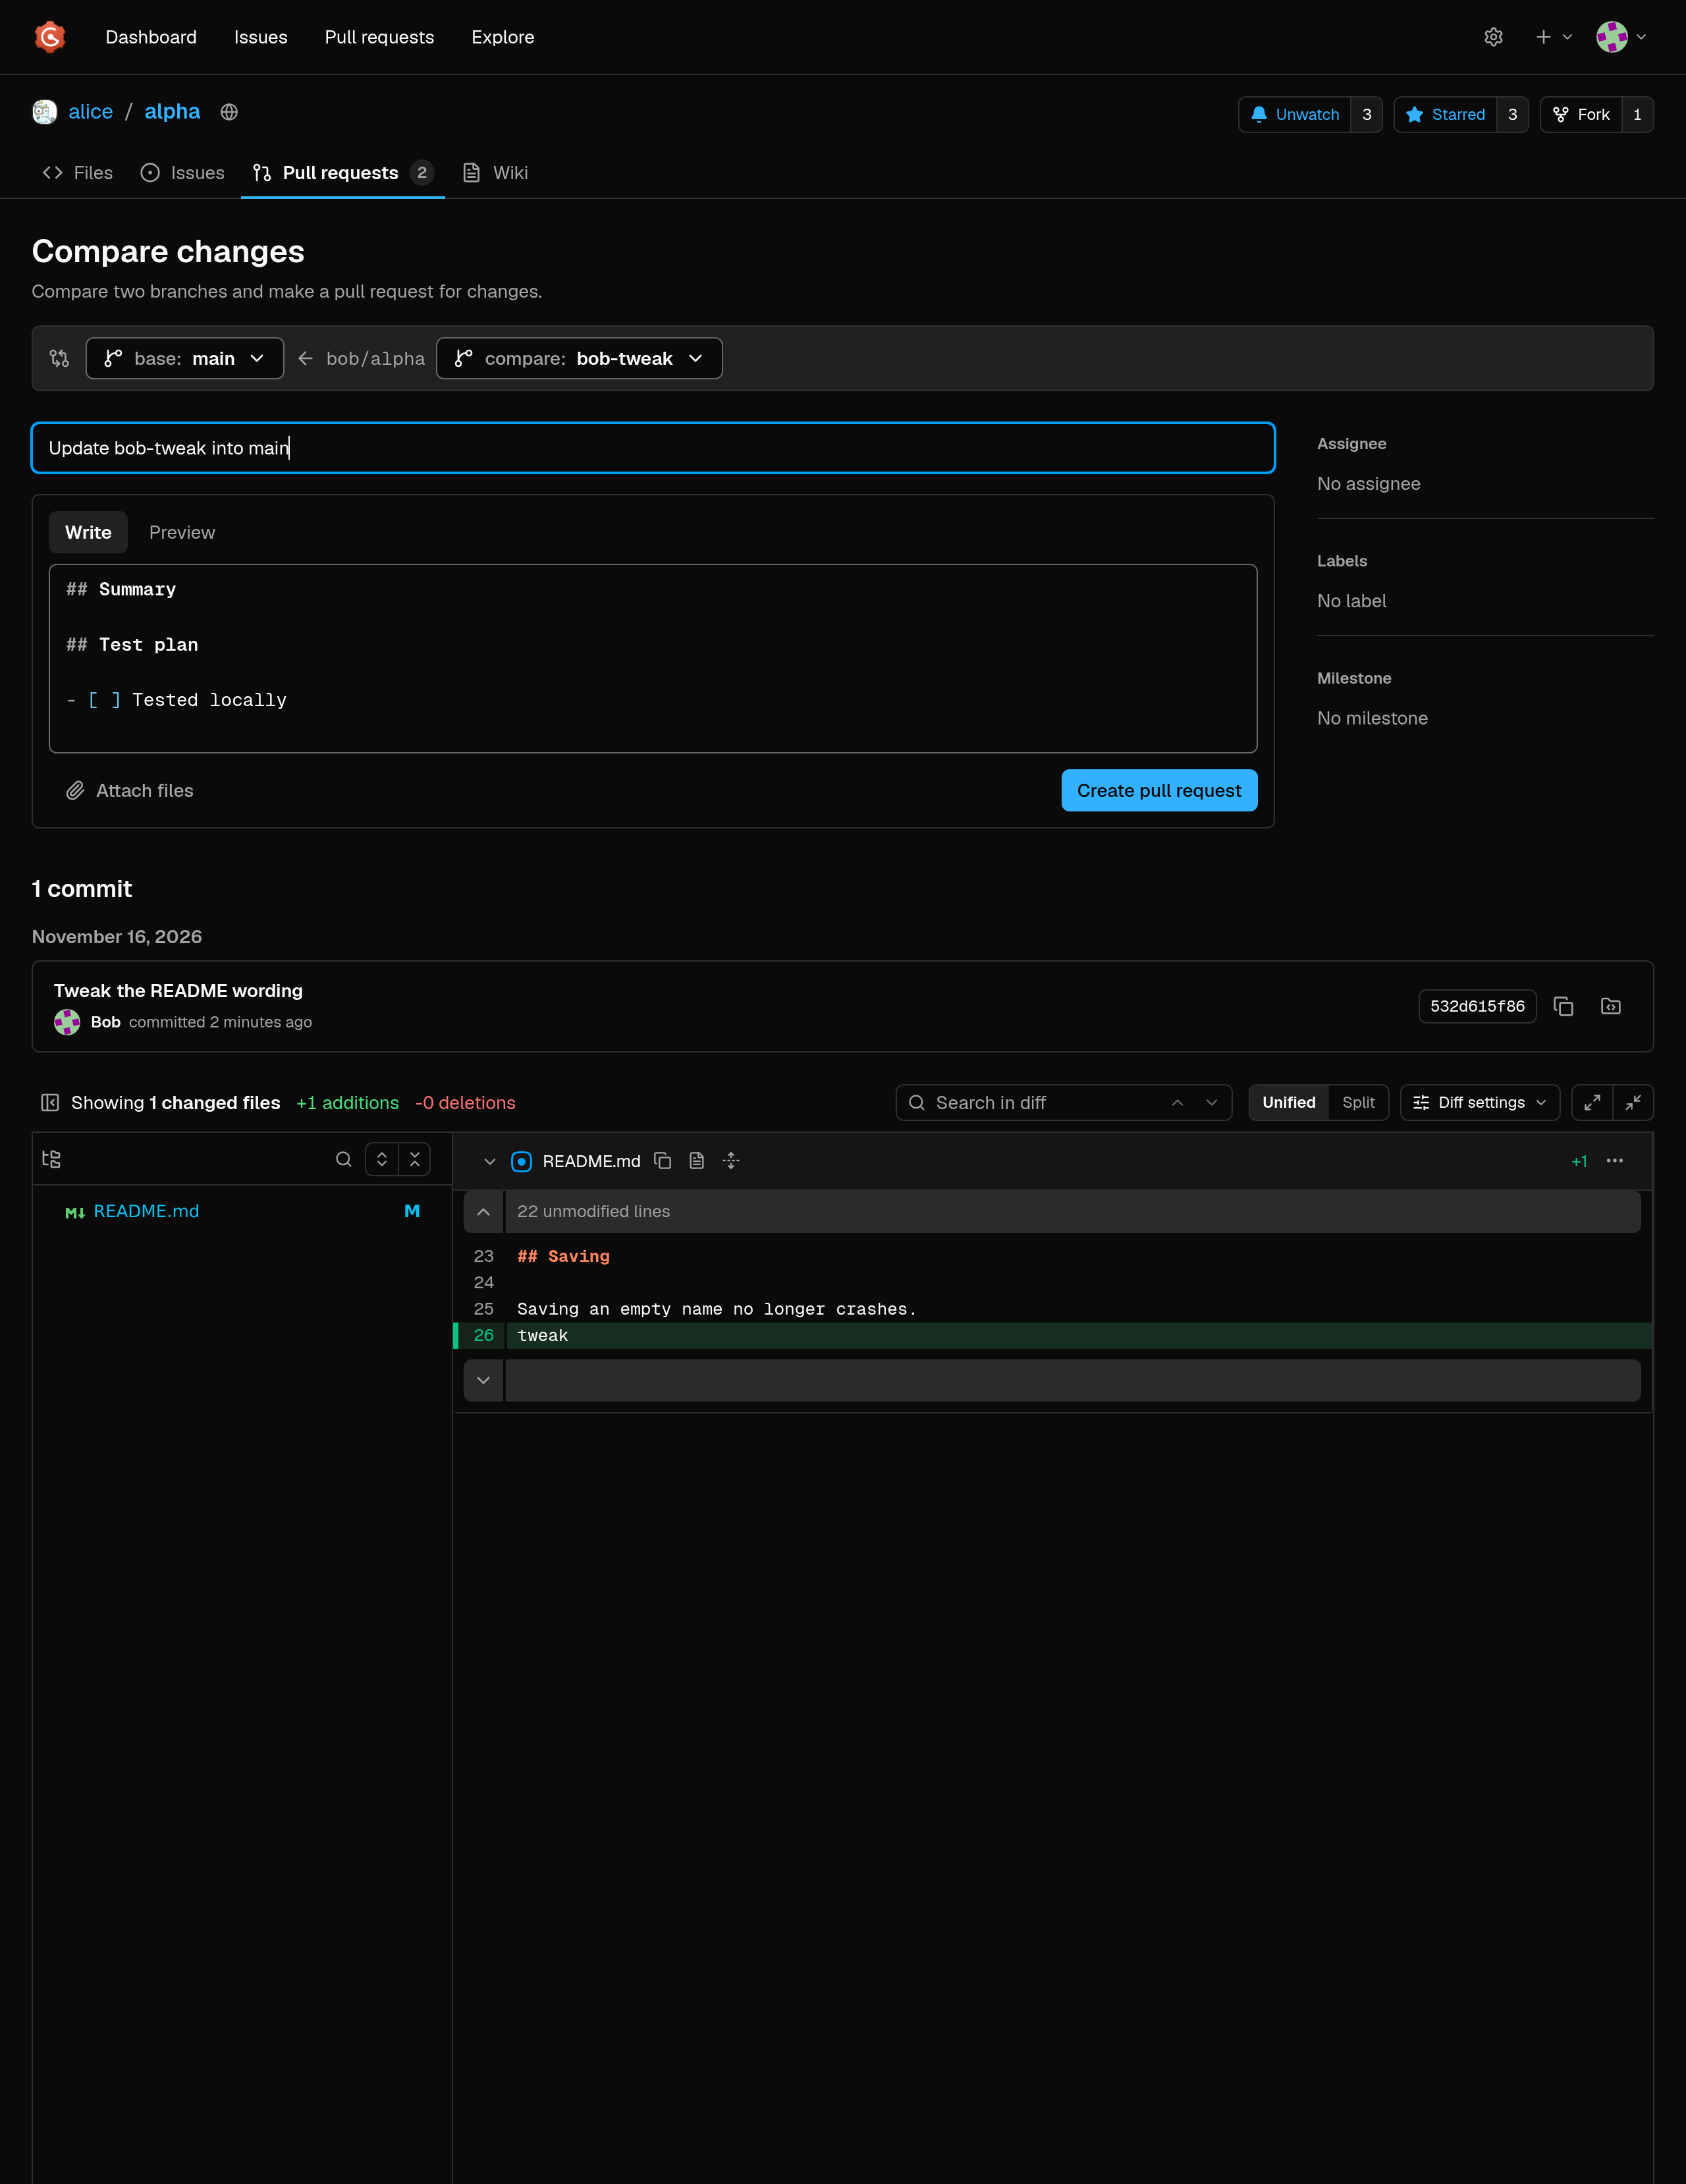 Dashboard Issues Pull requests Explore
alice / alpha
Unwatch 3 Starred 3 Fork 1
Files Issues Pull requests 2 Wiki
Compare changes
Compare two branches and make a pull request for changes.
base: main ← bob/alpha compare: bob-tweak
Update bob-tweak into main
Assignee
No assignee
Labels
No label
Milestone
No milestone
Write Preview
## Summary
## Test plan
- [ ] Tested locally
Attach files Create pull request
1 commit
November 16, 2026
Tweak the README wording
Bob committed 2 minutes ago
532d615f86
Showing 1 changed files +1 additions -0 deletions
Search in diff Unified Split Diff settings
README.md M
README.md +1
22 unmodified lines
23 ## Saving
24
25 Saving an empty name no longer crashes.
26 tweak